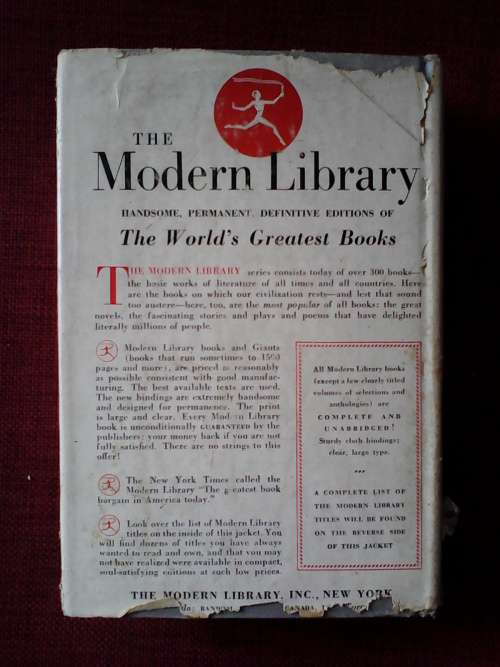 THE
Modern Library
HANDSOME, PERMANENT, DEFINITIVE EDITIONS OF
The World's Greatest Books
THE MODERN LIBRARY series consists today of over 300 books—
the basic works of literature of all times and all countries. Here
are the books on which our civilization rests—and lest that sound
too austere—here, too, are the most popular of all books: the great
novels, the fascinating stories and plays and poems that have delighted
literally millions of people.
Modern Library books and Giants
(books that run sometimes to 1500
pages and more), are priced as reasonably
as possible consistent with good manufac-
turing. The best available texts are used.
The new bindings are extremely handsome
and designed for permanence. The print
is large and clear. Every Modern Library
book is unconditionally GUARANTEED by the
publishers; your money back if you are not
fully satisfied. There are no strings to this
offer!
The New York Times called the
Modern Library "The greatest book
bargain in America today."
Look over the list of Modern Library
titles on the inside of this jacket. You
will find dozens of titles you have always
wanted to read and own, and that you may
not have realized were available in compact,
soul-satisfying editions at such low prices.
All Modern Library books
(except a few clearly titled
volumes of selections and
anthologies) are
COMPLETE AND
UNABRIDGED!
Sturdy cloth bindings;
clear, large type.
•••
A COMPLETE LIST OF
THE MODERN LIBRARY
TITLES WILL BE FOUND
ON THE REVERSE SIDE
OF THIS JACKET
THE MODERN LIBRARY, INC., NEW YORK
CANADA,